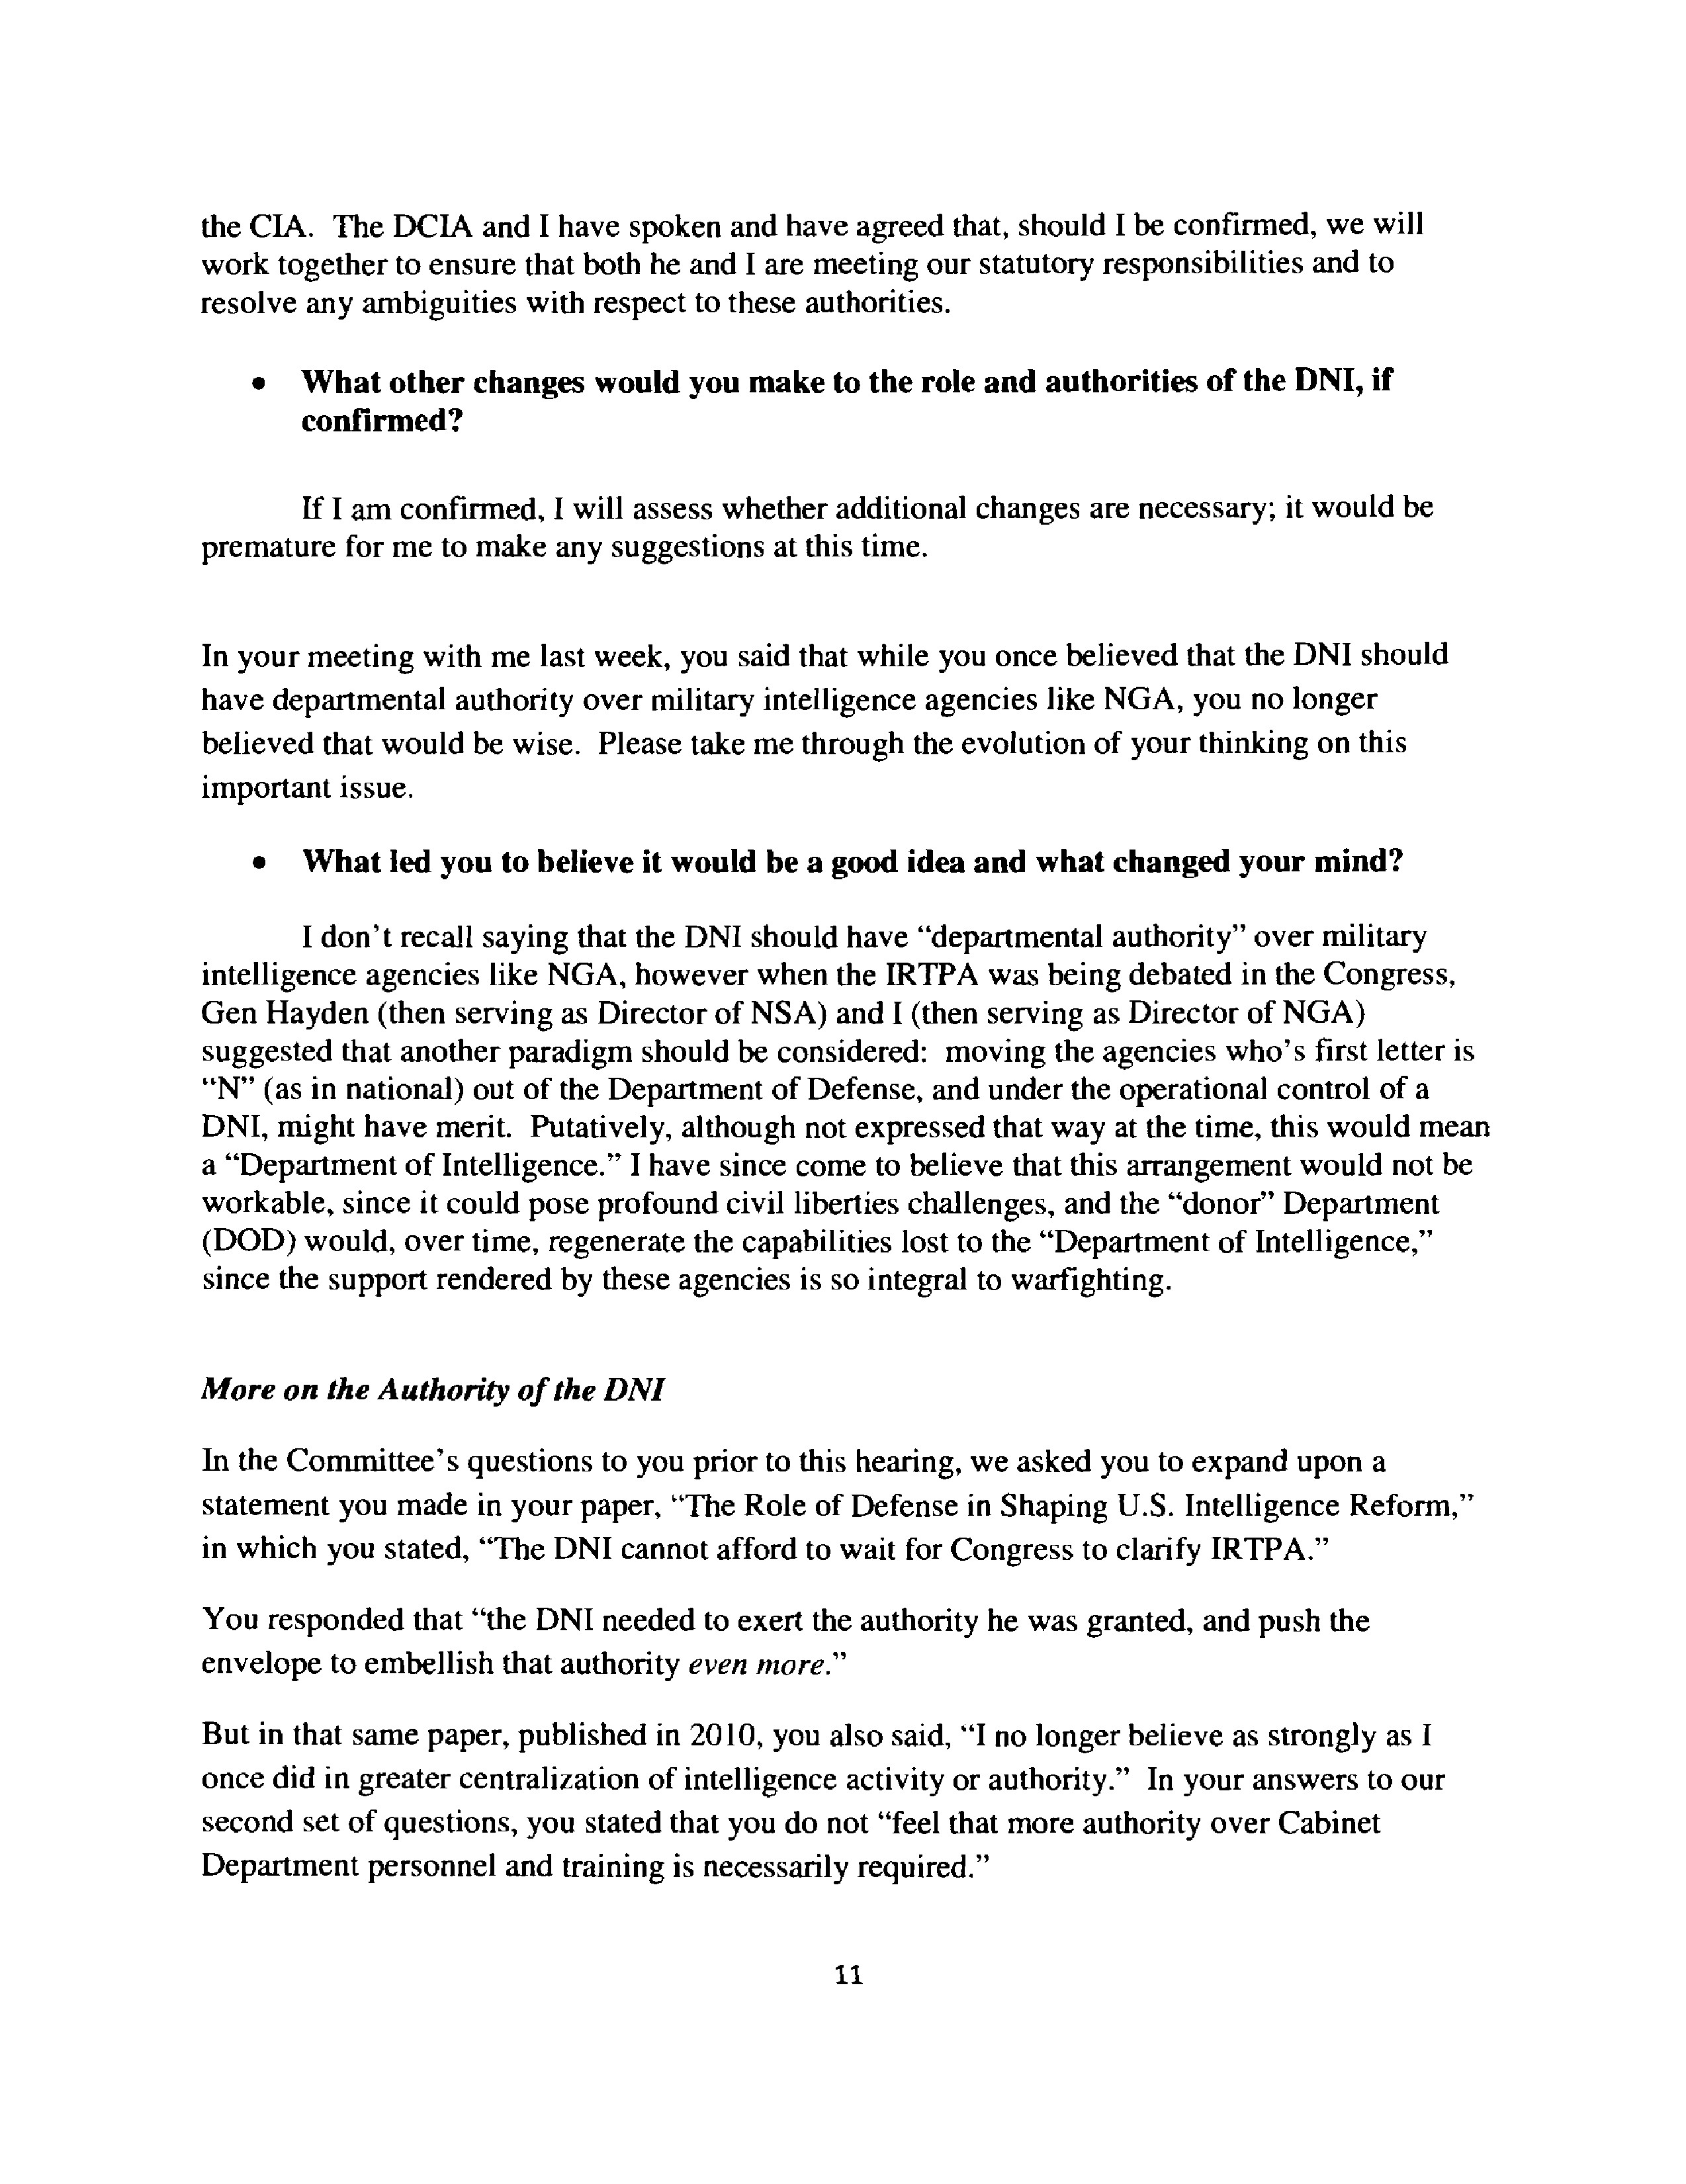 the CIA. The DCIA and I have spoken and have agreed that, should I be confirmed, we will
work together to ensure that both he and I are meeting our statutory responsibilities and to
resolve any ambiguities with respect to these authorities.
• What other changes would you make to the role and authorities of the DNI, if
confirmed?
If I am confirmed, I will assess whether additional changes are necessary; it would be
premature for me to make any suggestions at this time.
In your meeting with me last week, you said that while you once believed that the DNI should
have departmental authority over military intelligence agencies like NGA, you no longer
believed that would be wise. Please take me through the evolution of your thinking on this
important issue.
• What led you to believe it would be a good idea and what changed your mind?
I don't recall saying that the DNI should have “departmental authority” over military
intelligence agencies like NGA, however when the IRTPA was being debated in the Congress,
Gen Hayden (then serving as Director of NSA) and I (then serving as Director of NGA)
suggested that another paradigm should be considered: moving the agencies who's first letter is
“N” (as in national) out of the Department of Defense, and under the operational control of a
DNI, might have merit. Putatively, although not expressed that way at the time, this would mean
a “Department of Intelligence.” I have since come to believe that this arrangement would not be
workable, since it could pose profound civil liberties challenges, and the “donor” Department
(DOD) would, over time, regenerate the capabilities lost to the “Department of Intelligence,”
since the support rendered by these agencies is so integral to warfighting.
More on the Authority of the DNI
In the Committee's questions to you prior to this hearing, we asked you to expand upon a
statement you made in your paper, “The Role of Defense in Shaping U.S. Intelligence Reform,”
in which you stated, “The DNI cannot afford to wait for Congress to clarify IRTPA.”
You responded that “the DNI needed to exert the authority he was granted, and push the
envelope to embellish that authority even more.”
But in that same paper, published in 2010, you also said, “I no longer believe as strongly as I
once did in greater centralization of intelligence activity or authority.” In your answers to our
second set of questions, you stated that you do not “feel that more authority over Cabinet
Department personnel and training is necessarily required.”
11